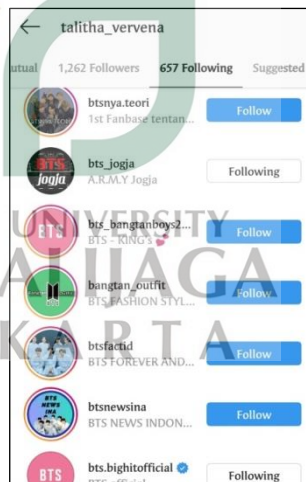 talitha_vervena
utual 1,262 Followers 657 Following Suggested
btsnya.teori
1st Fanbase tentan...
Follow
BTS
jogja
bts_jogja
A.R.M.Y Jogja
Following
BTS
bts_bangtanboys2...
BTS - KING's 💕
Follow
UNIVERSITY
bangtan_outfit
BTS FASHION STYL...
Follow
btsfactid
BTS FOREVER AND...
Follow
KARTA
BTS
NEWS
INA
btsnewsina
BTS NEWS INDON...
Follow
BTS
bts.bighitofficial
BTS official
Following